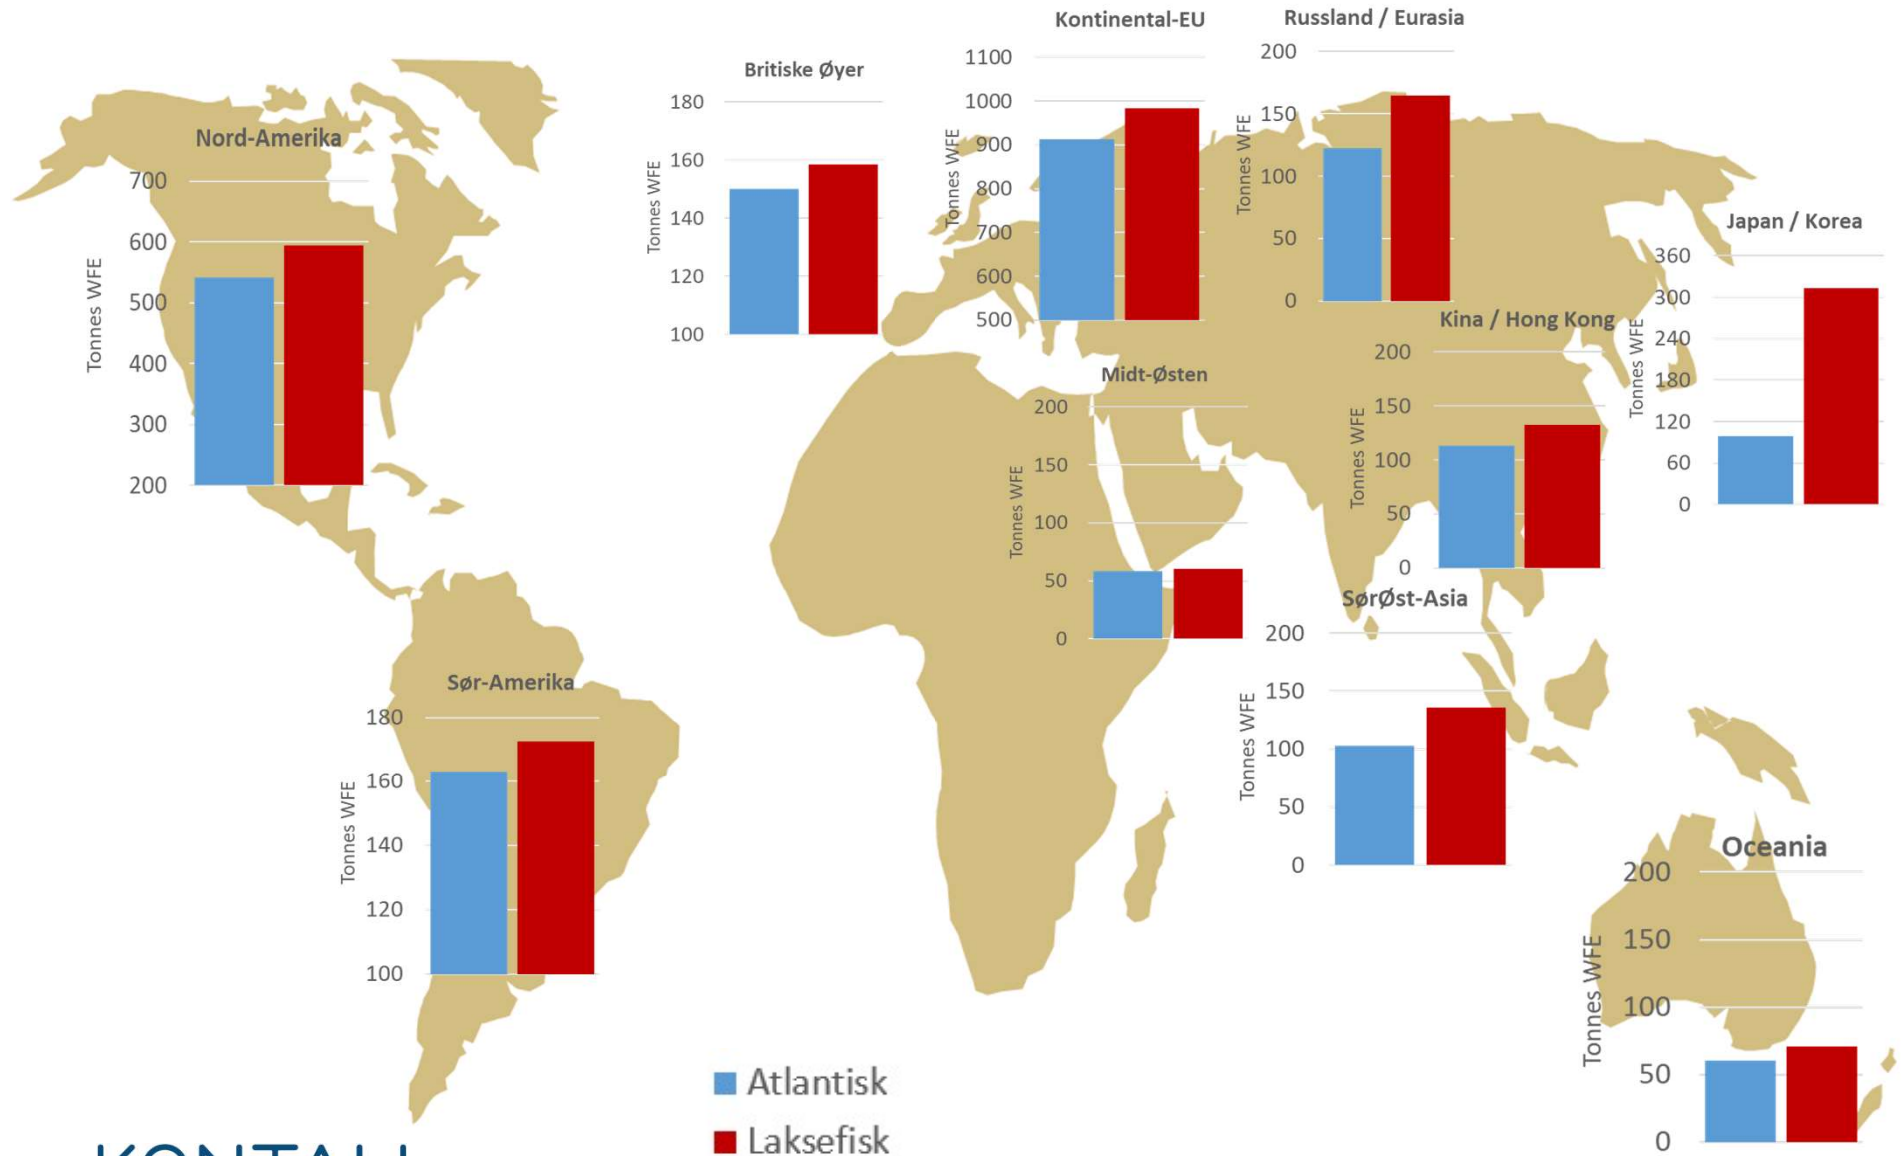 Nord-Amerika
Tonnes WFE
700
600
500
400
300
200
Britiske Øyer
Tonnes WFE
180
160
140
120
100
Kontinental-EU
Tonnes WFE
1100
1000
900
800
700
600
500
Russland / Eurasia
Tonnes WFE
200
150
100
50
0
Japan / Korea
Tonnes WFE
360
300
240
180
120
60
0
Kina / Hong Kong
Tonnes WFE
200
150
100
50
0
Midt-Østen
Tonnes WFE
200
150
100
50
0
SørØst-Asia
Tonnes WFE
200
150
100
50
0
Sør-Amerika
Tonnes WFE
180
160
140
120
100
Oceania
Tonnes WFE
200
150
100
50
0
Atlantisk
Laksefisk
KONTALI